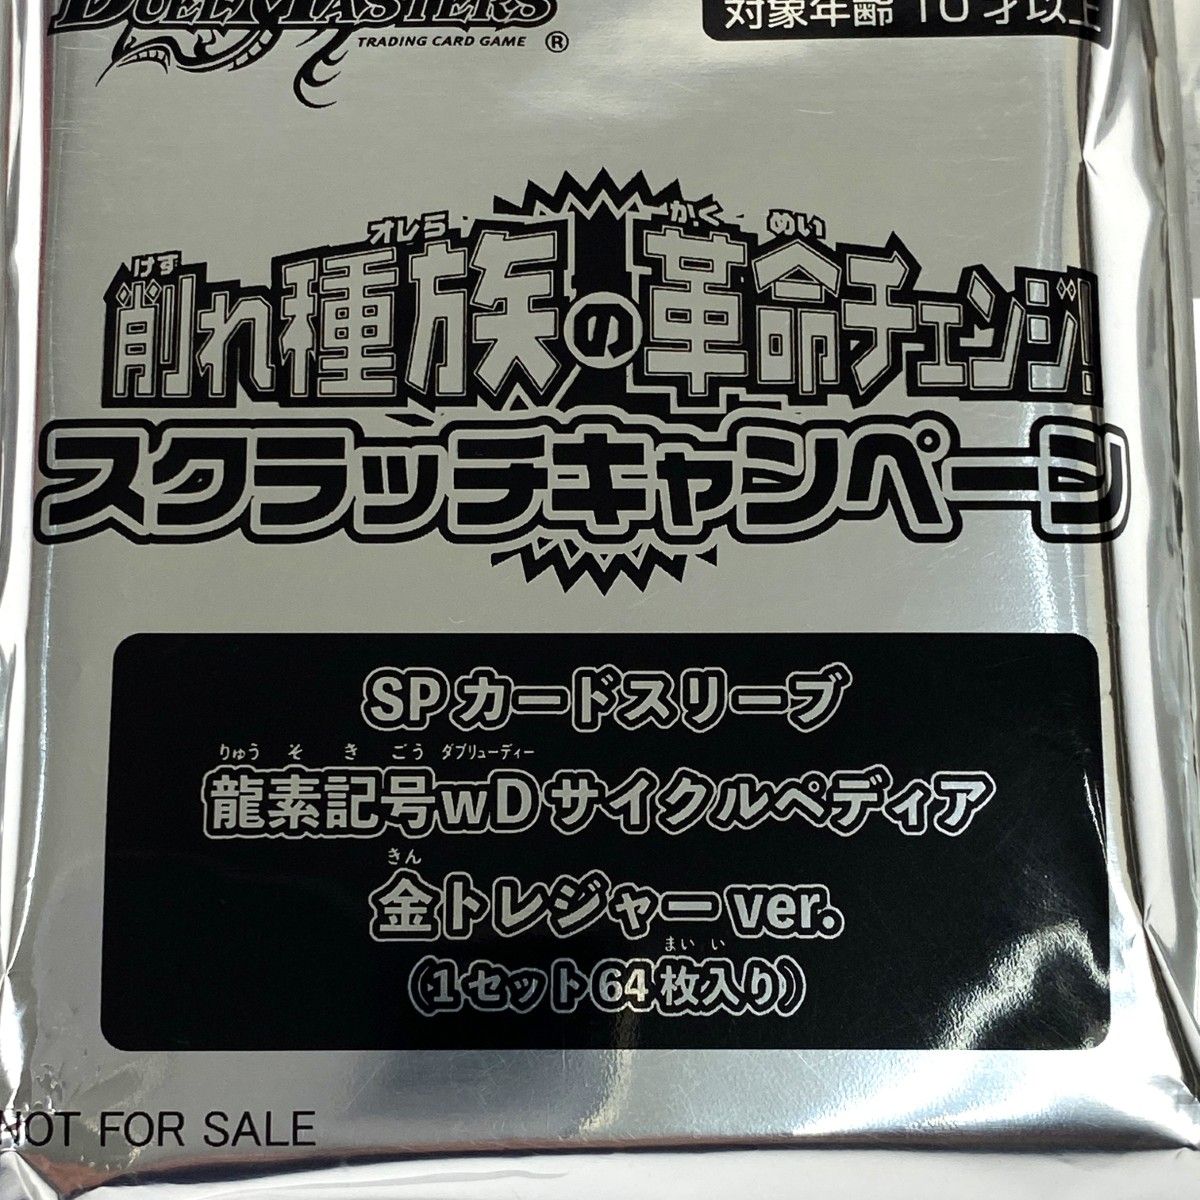 DUEL MASTERS
TRADING CARD GAME ®
対象年齢 10才以上
けず オレら かく めい
削れ種族の革命チェンジ!
スクラッチキャンペーン
SPカードスリーブ
りゅう そ き ごう ダブリューディー
龍素記号wD サイクルペディア
きん
金トレジャーver.
まい い
(1セット64枚入り)
NOT FOR SALE